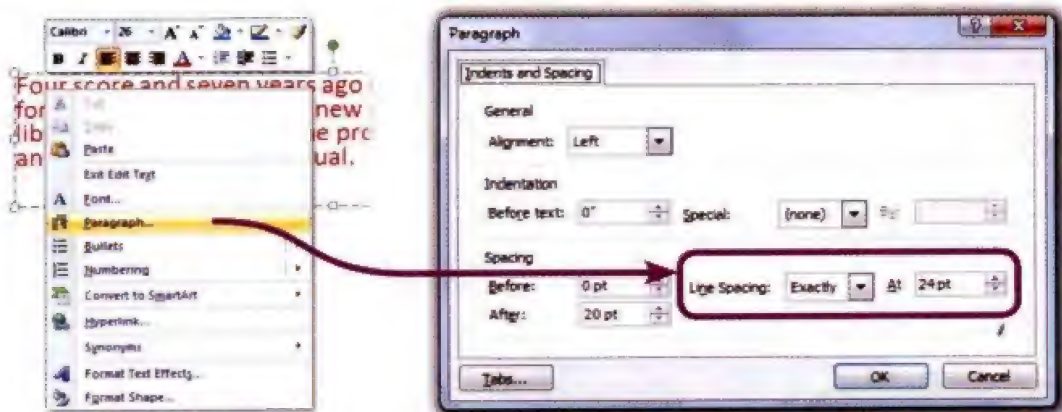 Calibri 26 A A
B I A
Four score and seven years ago
for new
lib e pro
an ual.
Cut
Copy
Paste
Exit Edit Text
A Font...
Paragraph...
Bullets
Numbering
Convert to SmartArt
Hyperlink...
Synonyms
Format Text Effects...
Format Shape...
Paragraph
Indents and Spacing
General
Alignment: Left
Indentation
Before text: 0" Special: (none) By:
Spacing
Before: 0 pt Line Spacing: Exactly At 24 pt
After: 20 pt
Tabs... OK Cancel